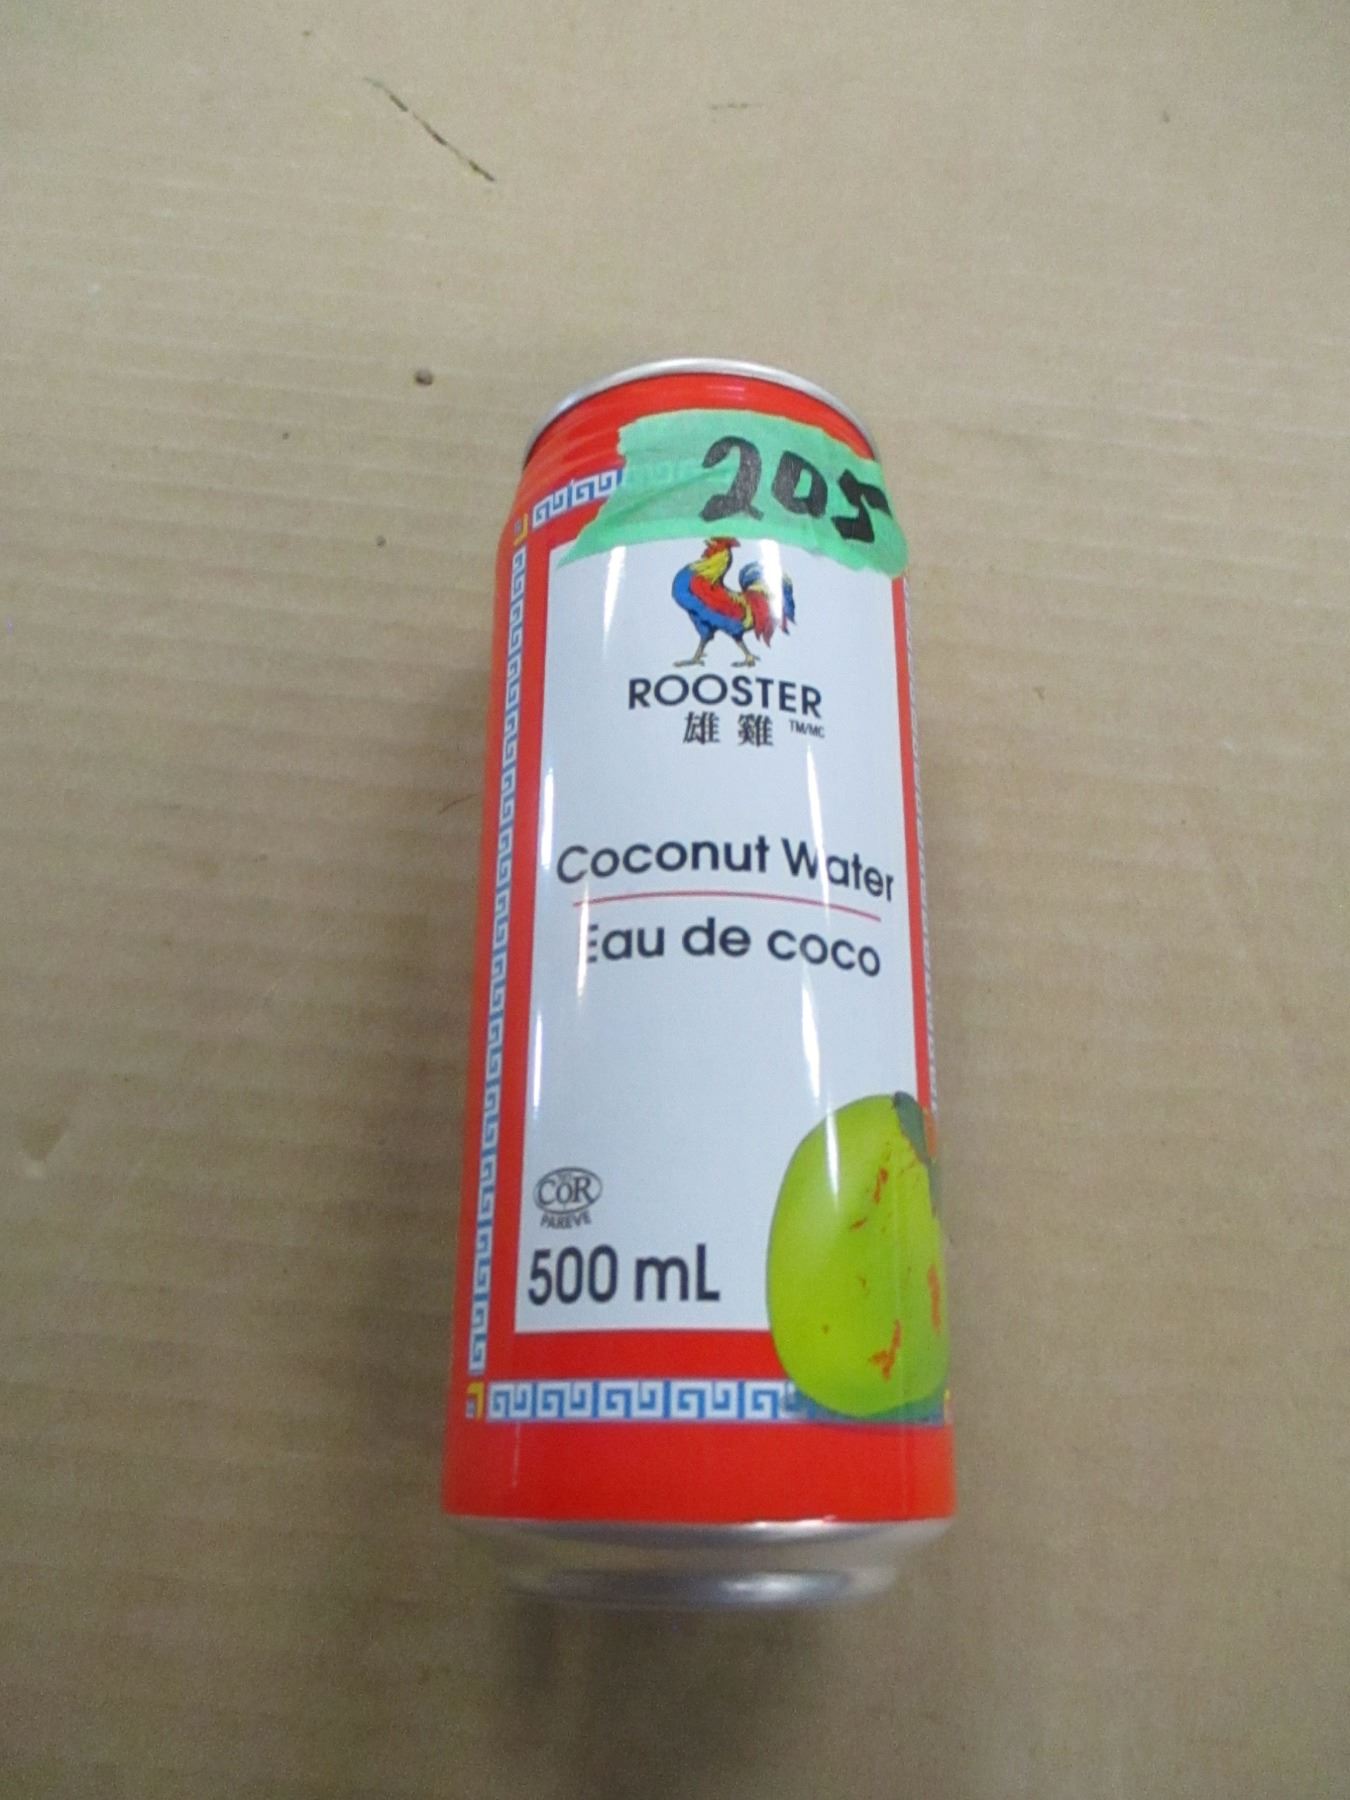 205
ROOSTER
雄雞 TM/MC
Coconut Water
Eau de coco
COR
PAREVE
500 mL